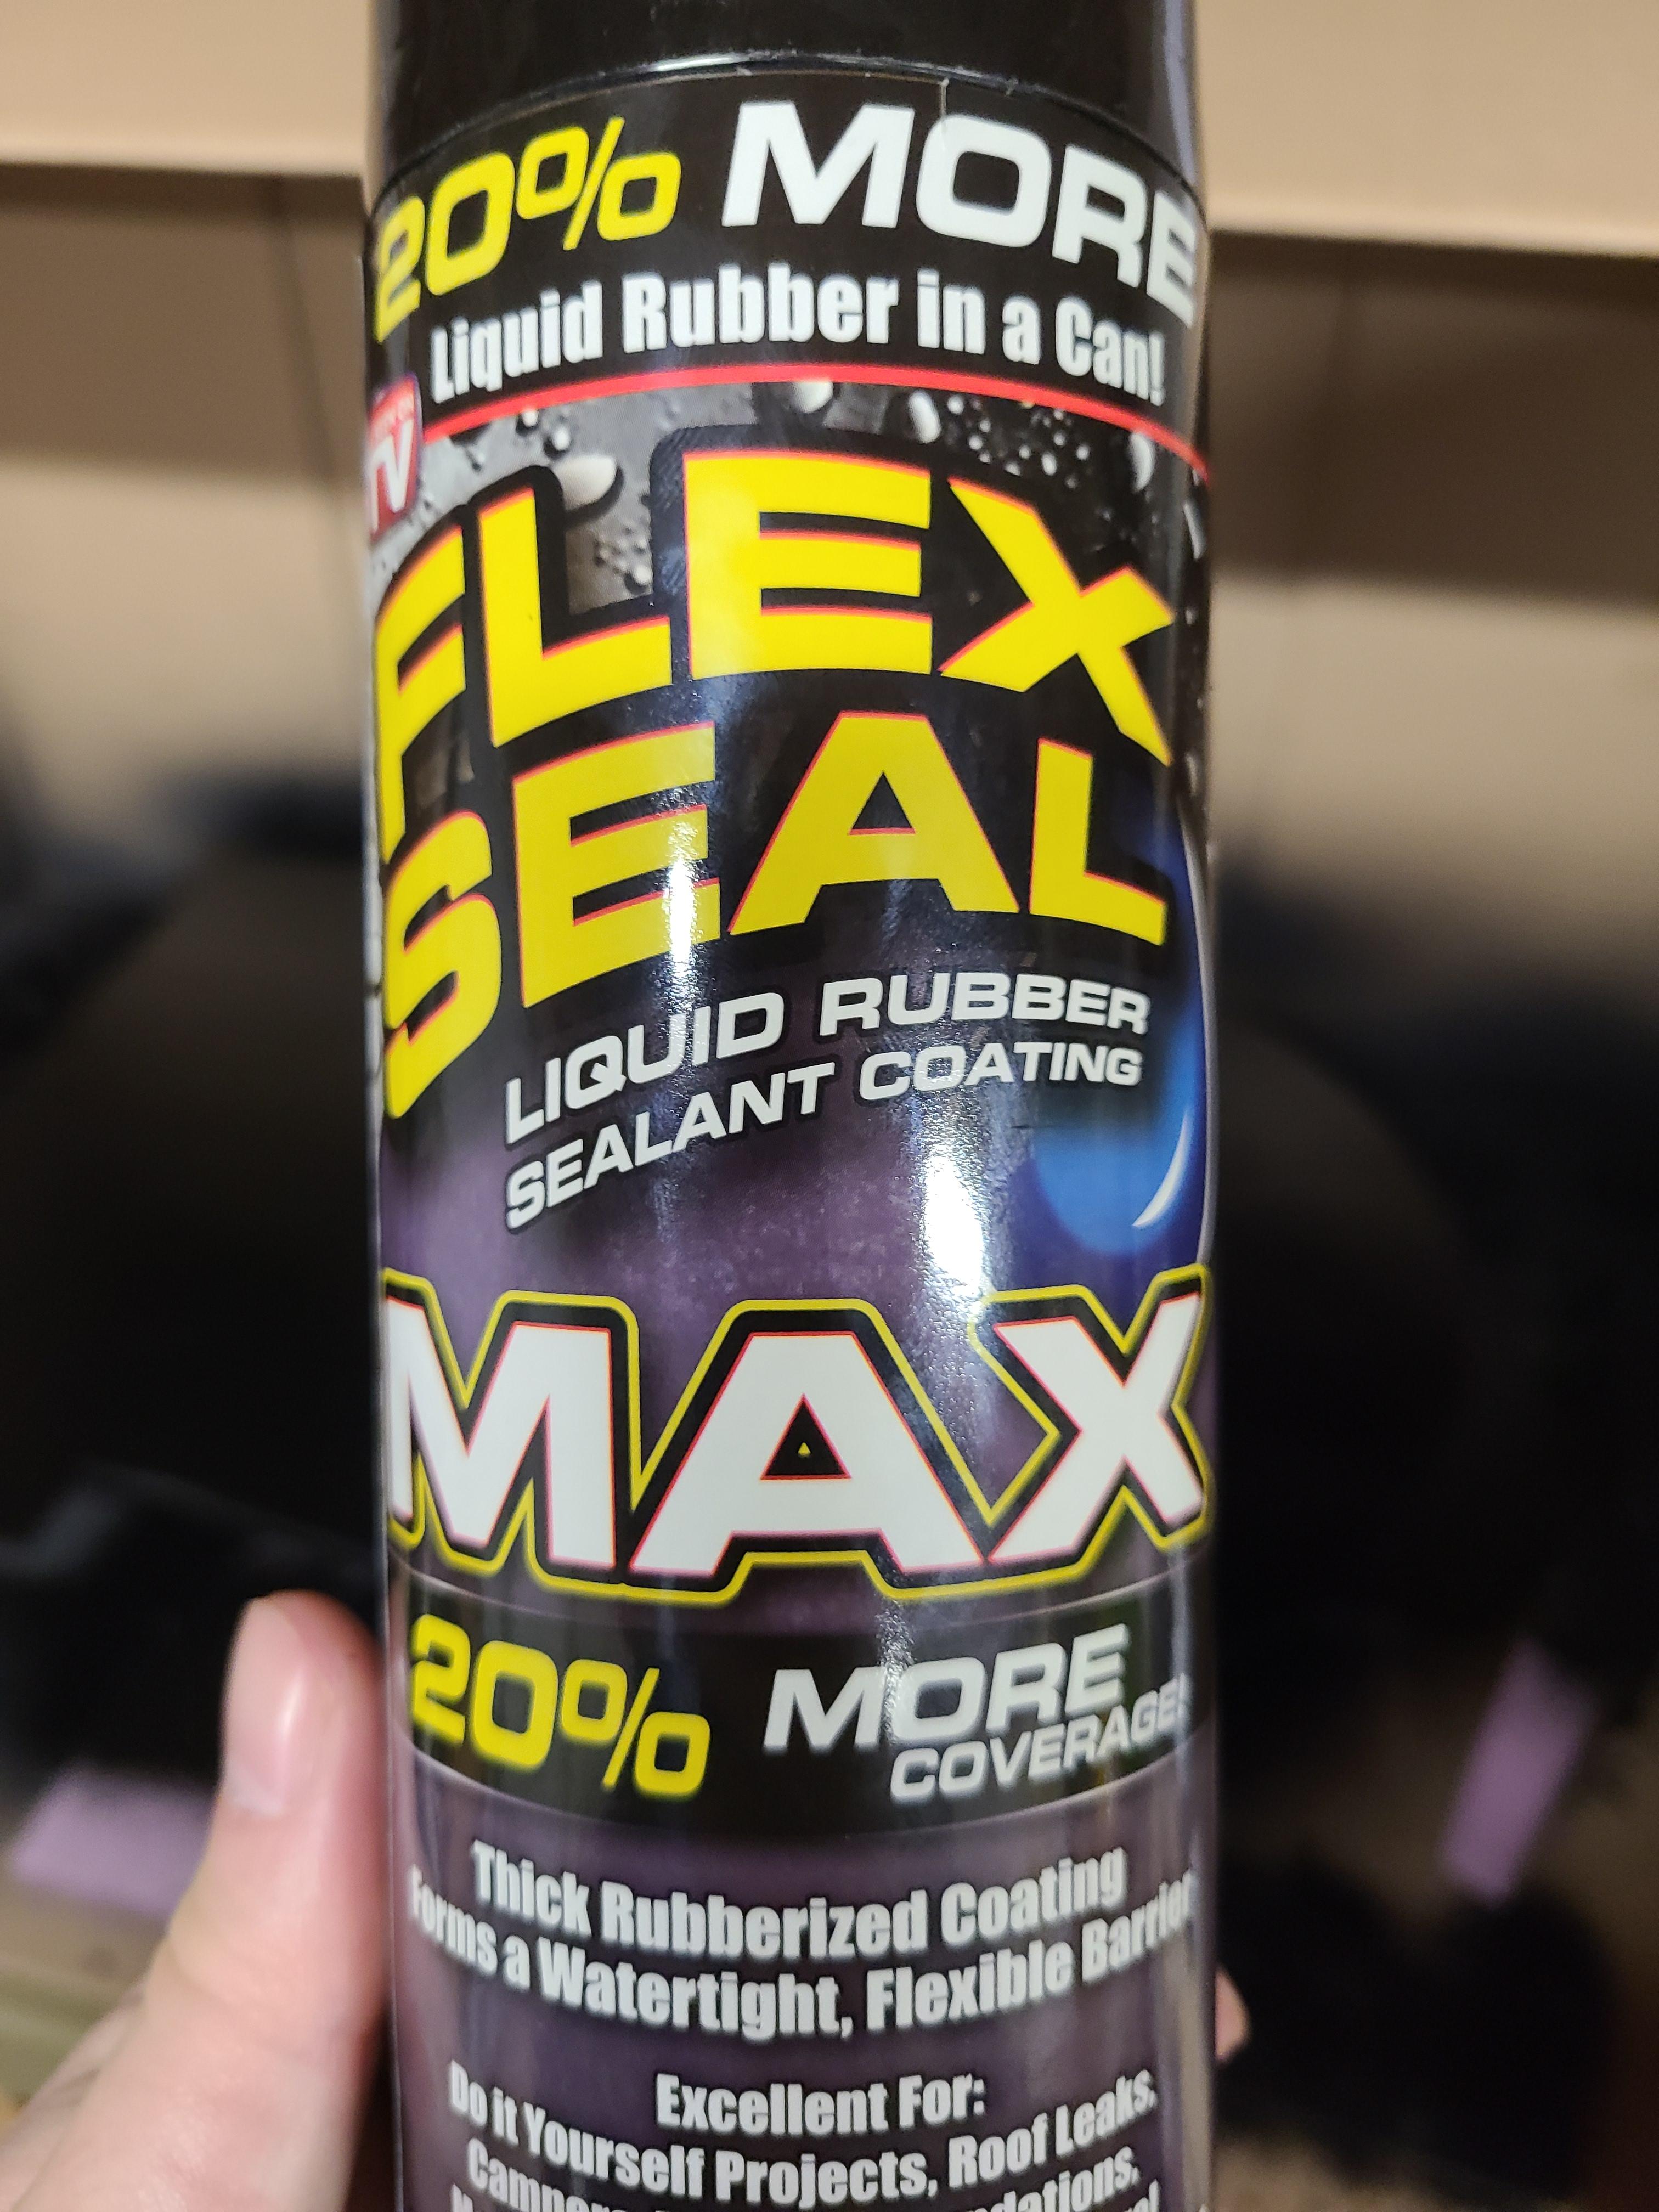 20% MORE
Liquid Rubber in a Can!
TV
FLEX
SEAL
LIQUID RUBBER
SEALANT COATING
MAX
20% MORE
COVERAGE!
Thick Rubberized Coating
Forms a Watertight, Flexible Barrier
Excellent For:
Do it Yourself Projects, Roof Leaks,